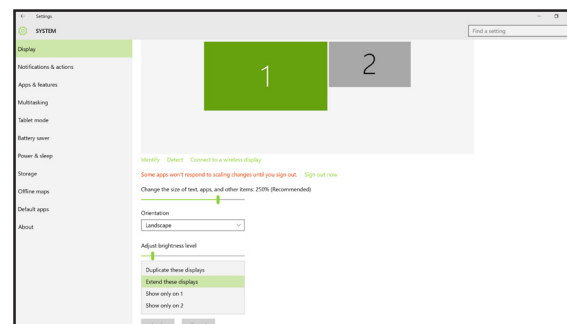 Settings
SYSTEM
Find a setting
Display
Notifications & actions
Apps & features
Multitasking
Tablet mode
Battery saver
Power & sleep
Storage
Offline maps
Default apps
About
1
2
Identify Detect Connect to a wireless display
Some apps won't respond to scaling changes until you sign out. Sign out now
Change the size of text, apps, and other items: 250% (Recommended)
Orientation
Landscape
Adjust brightness level
Duplicate these displays
Extend these displays
Show only on 1
Show only on 2